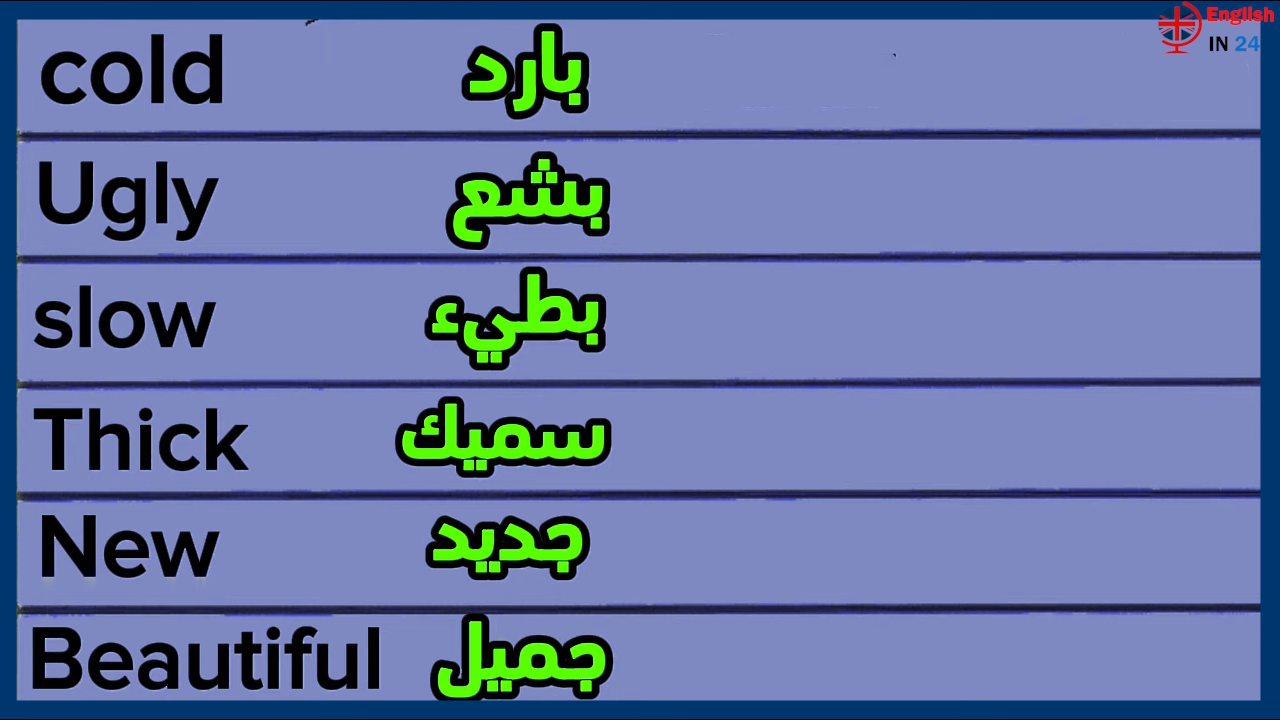 English
IN 24
cold بارد
Ugly بشع
slow بطيء
Thick سميك
New جديد
Beautiful جميل